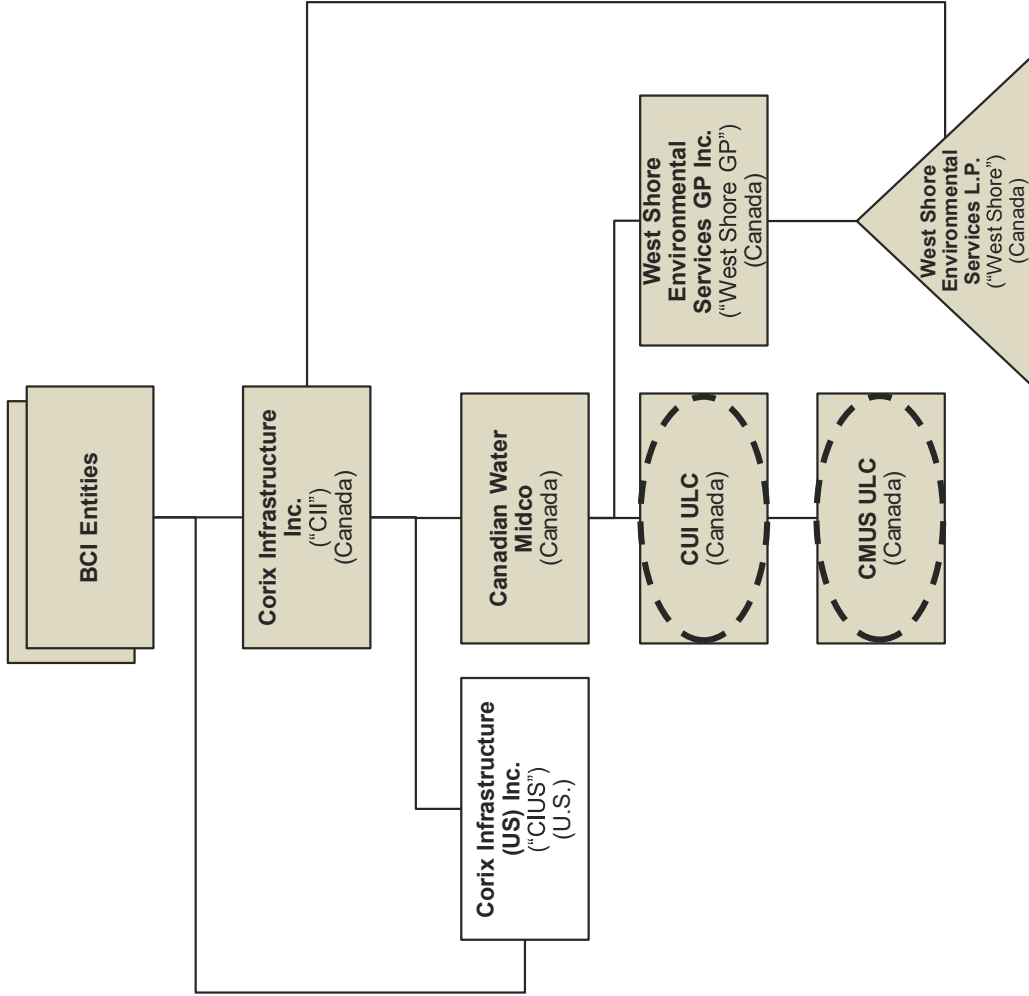 BCI Entities
Corix Infrastructure
Inc.
(“CII”)
(Canada)
Corix Infrastructure
(US) Inc.
(“CIUS”)
(U.S.)
Canadian Water
Midco
(Canada)
CUI ULC
(Canada)
CMUS ULC
(Canada)
West Shore
Environmental
Services GP Inc.
(“West Shore GP”)
(Canada)
West Shore
Environmental
Services L.P.
(“West Shore”)
(Canada)